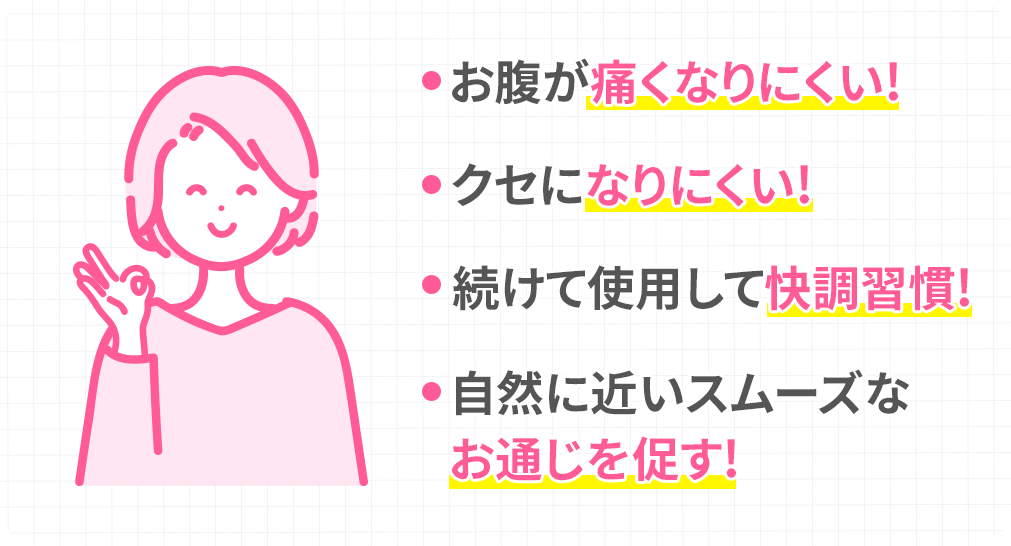 • お腹が痛くなりにくい!
• クセになりにくい!
• 続けて使用して快調習慣!
• 自然に近いスムーズな
お通じを促す!